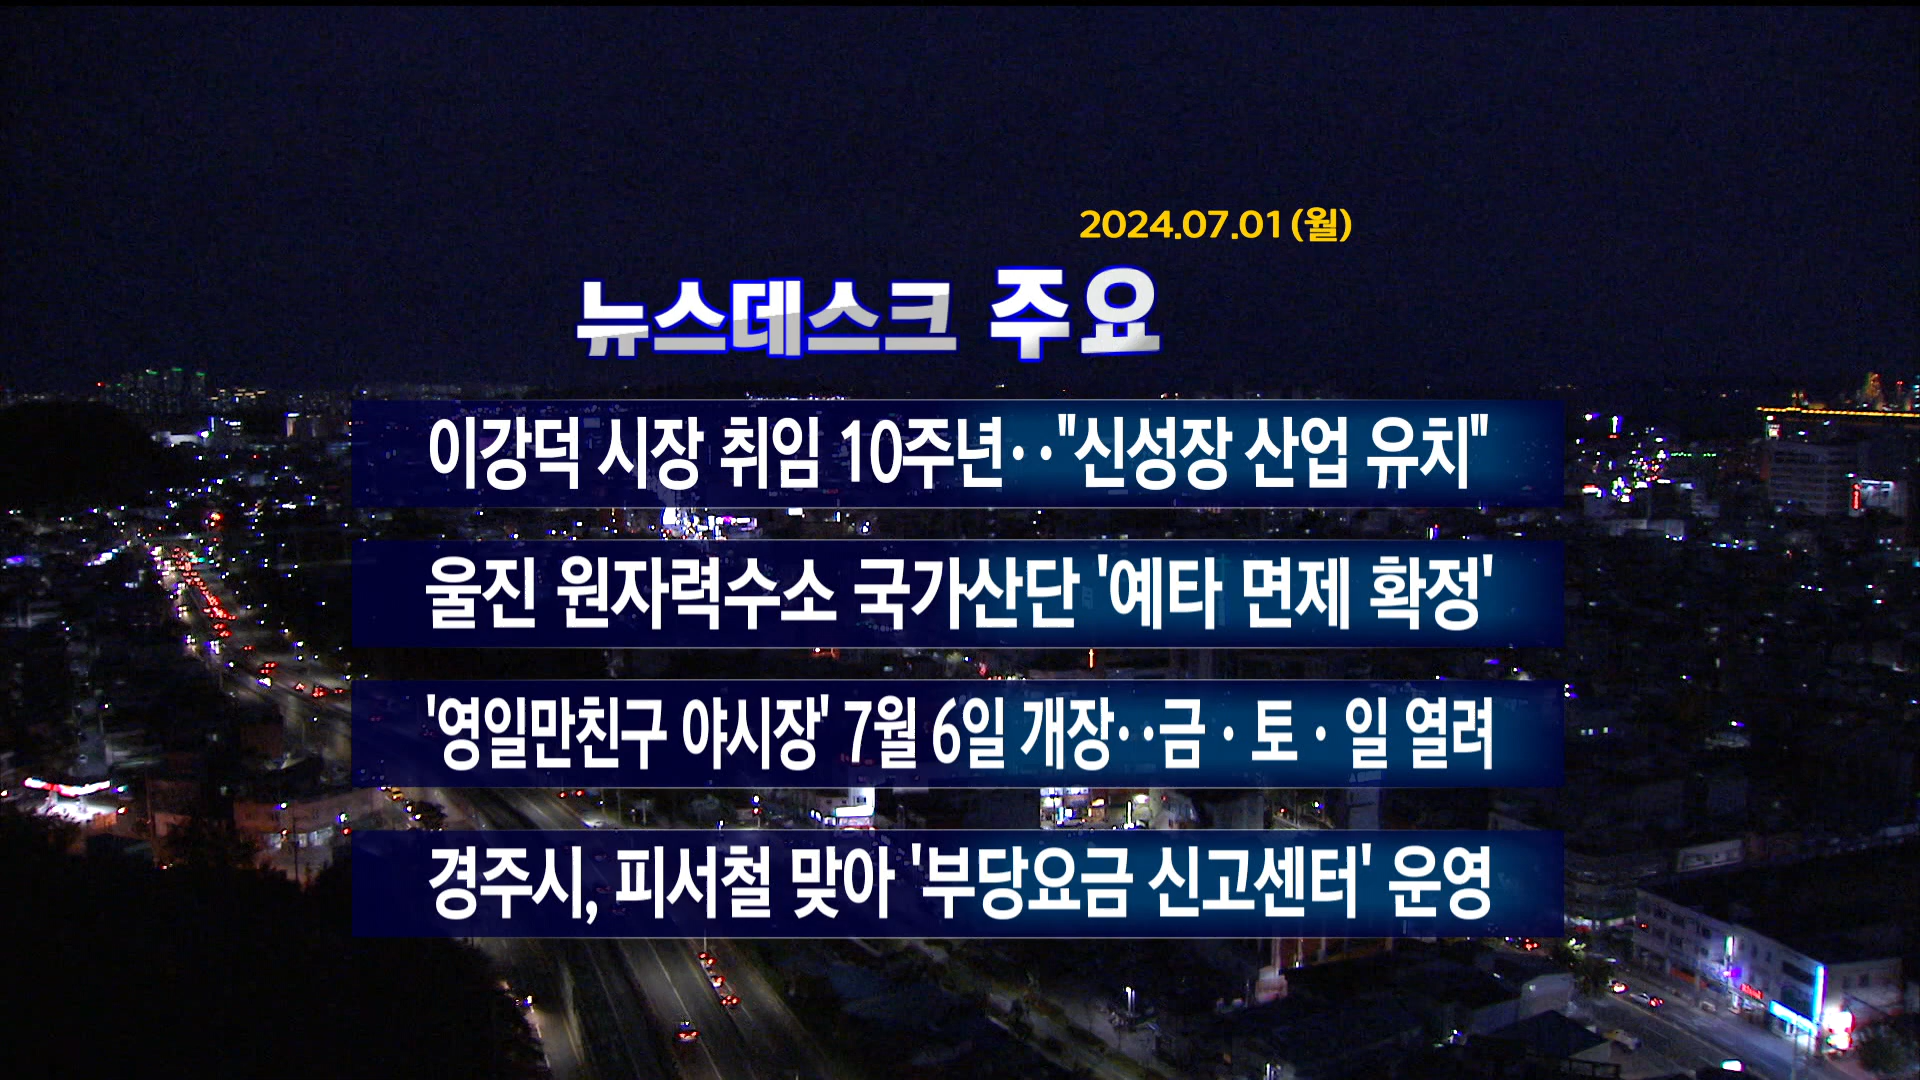 2024.07.01(월)
뉴스데스크 주요
이강덕 시장 취임 10주년··"신성장 산업 유치"
울진 원자력수소 국가산단 '예타 면제 확정'
'영일만친구 야시장' 7월 6일 개장··금·토·일 열려
경주시, 피서철 맞아 '부당요금 신고센터' 운영